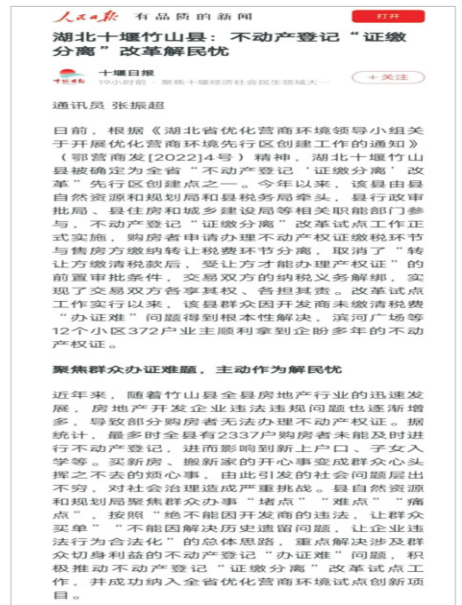 人民日报 有品质的新闻 打开
湖北十堰竹山县：不动产登记“证缴
分离”改革解民忧
十堰日报
19小时前 · 聚焦十堰经济社会民生领域大…
+关注
通讯员 张振超
日前，根据《湖北省优化营商环境领导小组关
于开展优化营商环境先行区创建工作的通知》
（鄂营商发[2022]4号）精神，湖北十堰竹山
县被确定为全省“不动产登记‘证缴分离’改
革”先行区创建点之一。今年以来，该县由县
自然资源和规划局和县税务局牵头，县行政审
批局、县住房和城乡建设局等相关职能部门参
与，不动产登记“证缴分离”改革试点工作正
式实施，购房者申请办理不动产权证缴税环节
与售房方缴纳转让税费环节分离，取消了“转
让方缴清税款后，受让方才能办理产权证”的
前置审批条件，交易双方的纳税义务解绑，实
现了交易双方各享其权、各担其责。改革试点
工作实行以来，该县群众因开发商未缴清税费
“办证难”问题得到根本性解决，滨河广场等
12个小区372户业主顺利拿到企盼多年的不动
产权证。
聚焦群众办证难题，主动作为解民忧
近年来，随着竹山县全县房地产行业的迅速发
展，房地产开发企业违法违规问题也逐渐增
多，导致部分购房者无法办理不动产权证。据
统计，最多时全县有2337户购房者未能及时进
行不动产登记，进而影响到新上户口、子女入
学等。买新房、搬新家的开心事变成群众心头
挥之不去的烦心事，由此引发的社会问题层出
不穷，对社会治理造成严重挑战。县自然资源
和规划局聚焦群众办事“堵点”“难点”“痛
点”，按照“绝不能因开发商的违法，让群众
买单”“不能因解决历史遗留问题，让企业违
法行为合法化”的总体思路，重点解决涉及群
众切身利益的不动产登记“办证难”问题，积
极推动不动产登记“证缴分离”改革试点工
作，并成功纳入全省优化营商环境试点创新项
目。